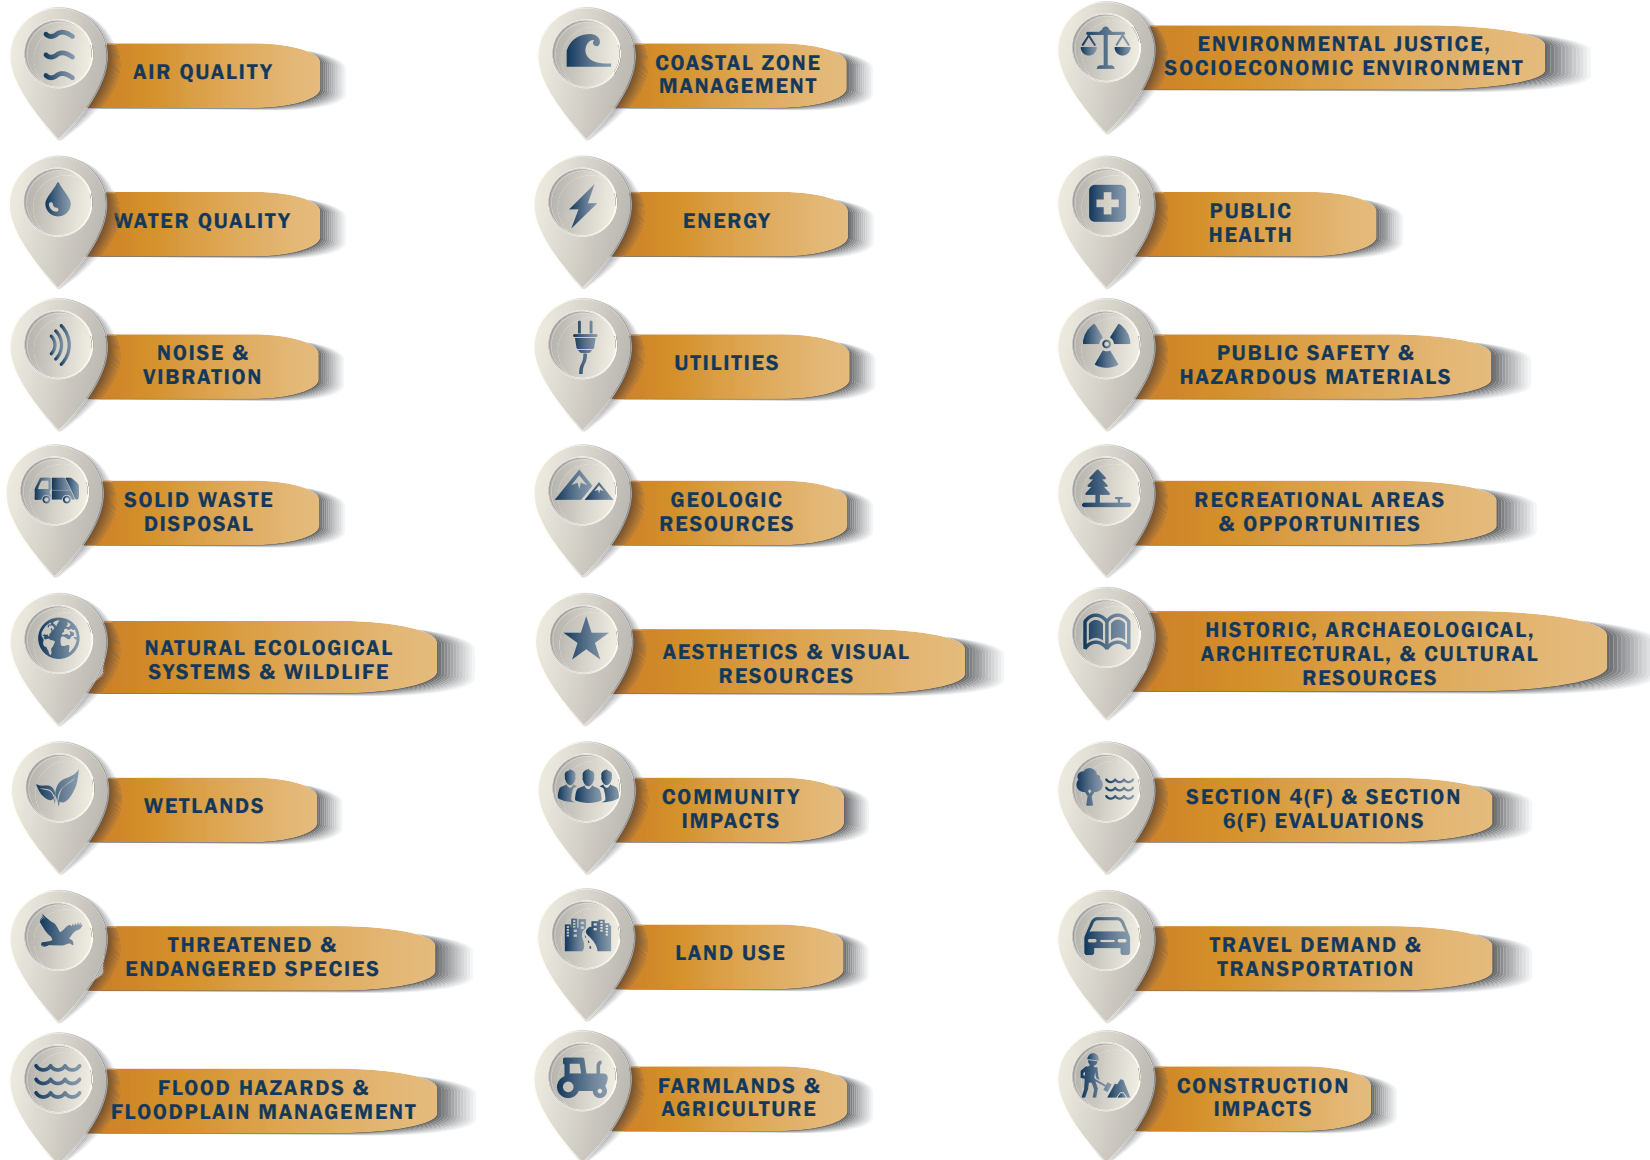 AIR QUALITY
COASTAL ZONE
MANAGEMENT
ENVIRONMENTAL JUSTICE,
SOCIOECONOMIC ENVIRONMENT
WATER QUALITY
ENERGY
PUBLIC
HEALTH
NOISE &
VIBRATION
UTILITIES
PUBLIC SAFETY &
HAZARDOUS MATERIALS
SOLID WASTE
DISPOSAL
GEOLOGIC
RESOURCES
RECREATIONAL AREAS
& OPPORTUNITIES
NATURAL ECOLOGICAL
SYSTEMS & WILDLIFE
AESTHETICS & VISUAL
RESOURCES
HISTORIC, ARCHAEOLOGICAL,
ARCHITECTURAL, & CULTURAL
RESOURCES
WETLANDS
COMMUNITY
IMPACTS
SECTION 4(F) & SECTION
6(F) EVALUATIONS
THREATENED &
ENDANGERED SPECIES
LAND USE
TRAVEL DEMAND &
TRANSPORTATION
FLOOD HAZARDS &
FLOODPLAIN MANAGEMENT
FARMLANDS &
AGRICULTURE
CONSTRUCTION
IMPACTS